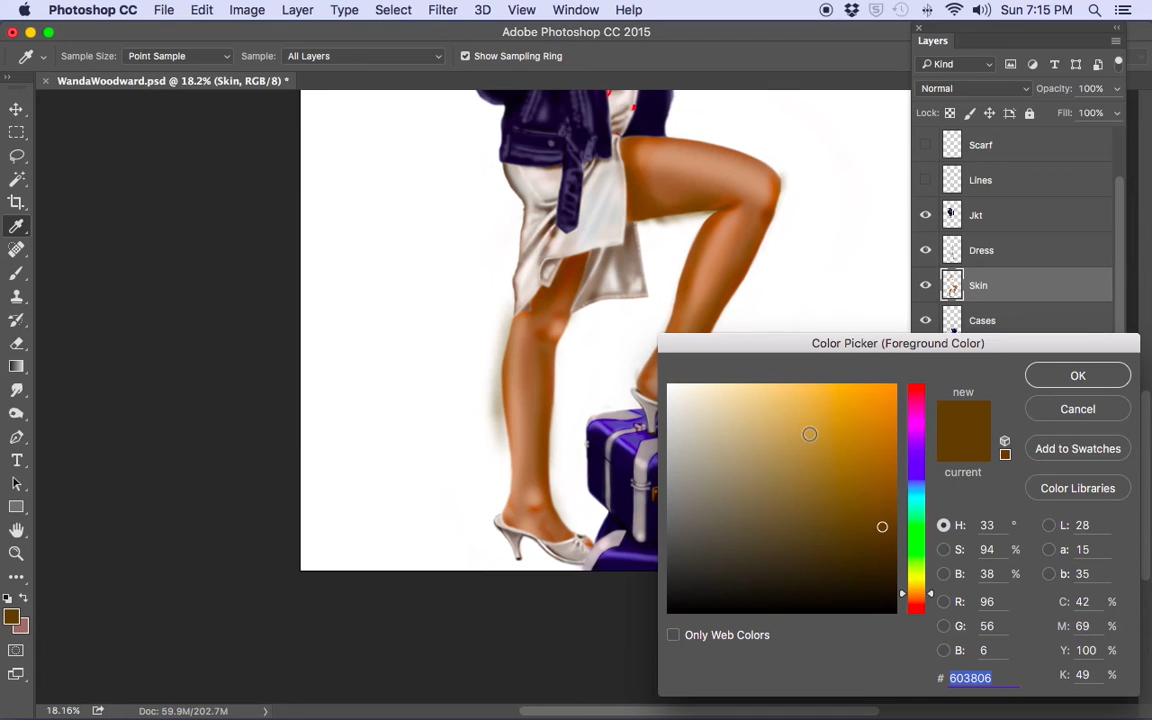 Photoshop CC File Edit Image Layer Type Select Filter 3D View Window Help Sun 7:15 PM
Adobe Photoshop CC 2015
Sample Size: Point Sample Sample: All Layers Show Sampling Ring
WandaWoodward.psd @ 18.2% (Skin, RGB/8) *
Layers
Kind
Normal Opacity: 100%
Lock: Fill: 100%
Scarf
Lines
Jkt
Dress
Skin
Cases
Color Picker (Foreground Color)
new
current
OK
Cancel
Add to Swatches
Color Libraries
H: 33 ° L: 28
S: 94 % a: 15
B: 38 % b: 35
R: 96 C: 42 %
G: 56 M: 69 %
B: 6 Y: 100 %
# 603806 K: 49 %
Only Web Colors
18.16% Doc: 59.9M/202.7M